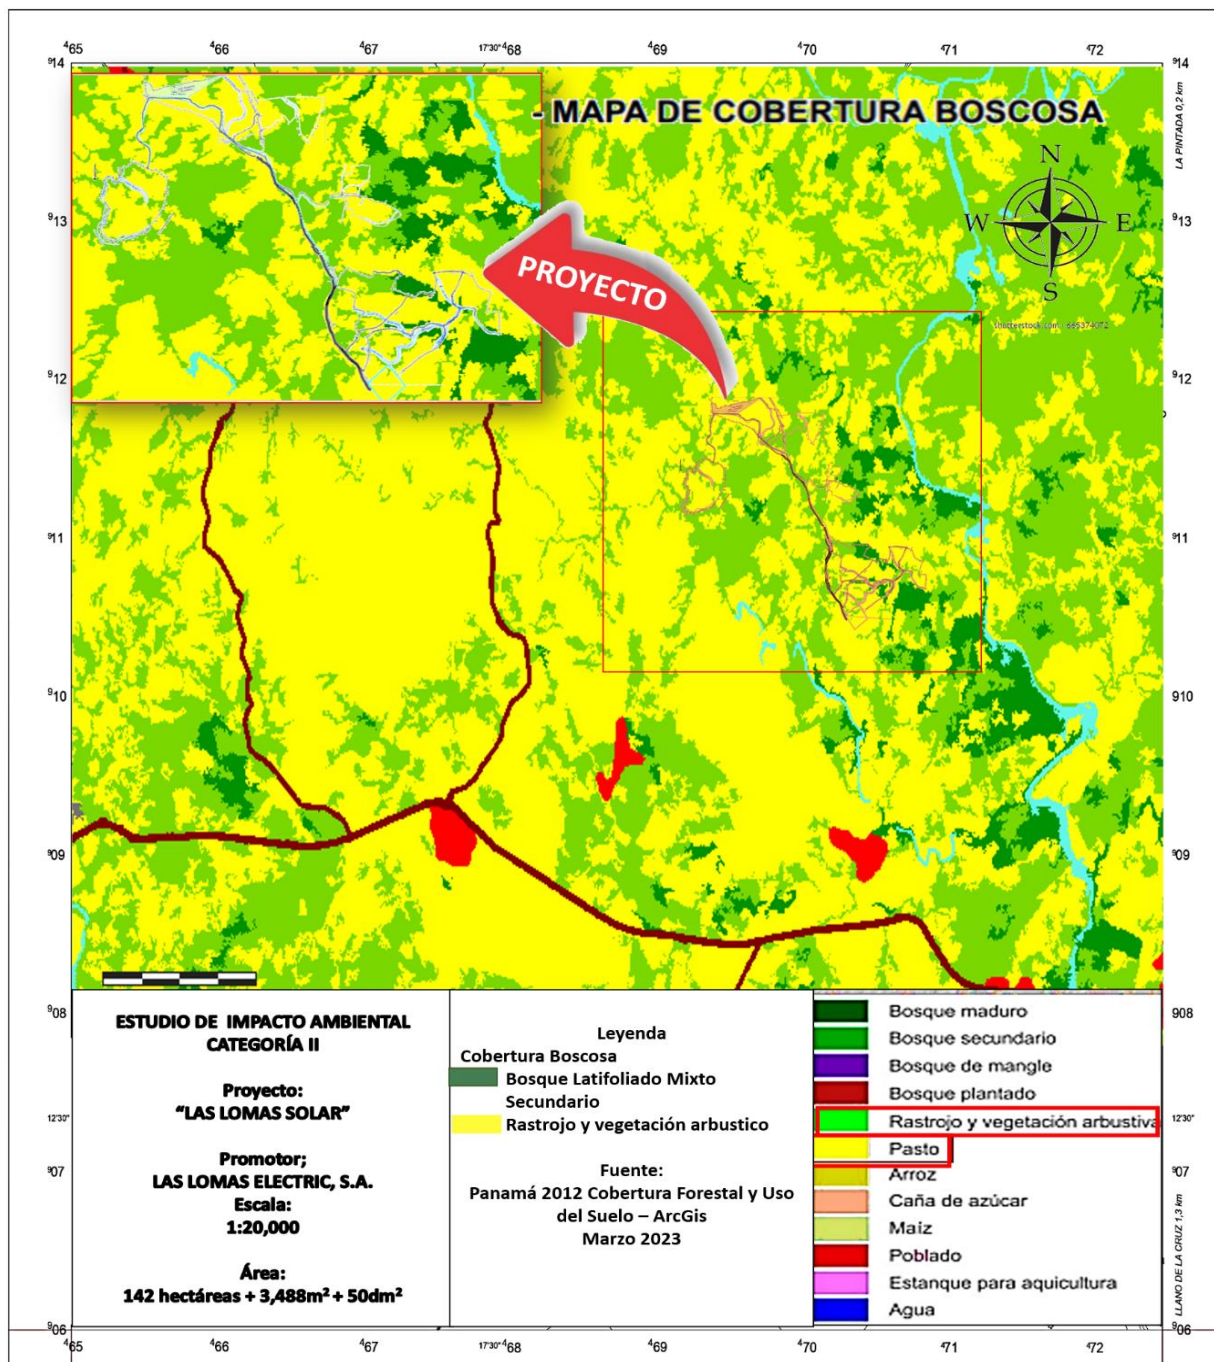 465 466 467 17'30" 468 469 470 471 472
914
914
- MAPA DE COBERTURA BOSCOSA
LA PINTADA 0,2 km
N
W E
S
913
913
PROYECTO
shutterstock.com · 666374072
912
912
911
911
910
910
909
909
908
908
ESTUDIO DE IMPACTO AMBIENTAL
CATEGORÍA II
Proyecto:
“LAS LOMAS SOLAR”
Promotor;
LAS LOMAS ELECTRIC, S.A.
Escala:
1:20,000
Área:
142 hectáreas + 3,488m² + 50dm²
Leyenda
Cobertura Boscosa
Bosque Latifoliado Mixto
Secundario
Rastrojo y vegetación arbustico
Fuente:
Panamá 2012 Cobertura Forestal y Uso
del Suelo – ArcGis
Marzo 2023
Bosque maduro
Bosque secundario
Bosque de mangle
Bosque plantado
Rastrojo y vegetación arbustiva
Pasto
Arroz
Caña de azúcar
Maíz
Poblado
Estanque para aquicultura
Agua
12'30"
12'30"
907
907
LLANO DE LA CRUZ 1,3 km
906
906
465 466 467 17'30" 468 469 470 471 472